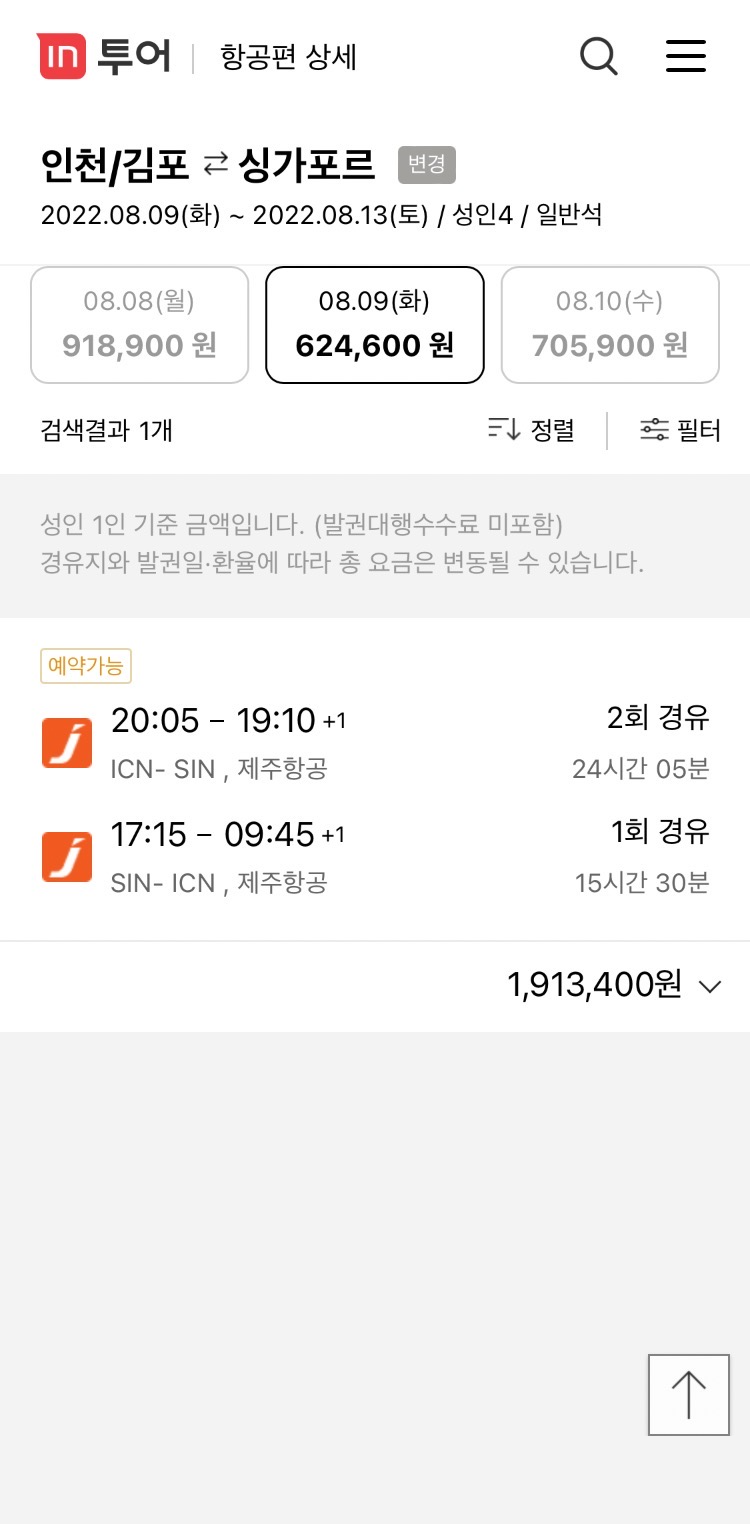 in 투어 항공편 상세
인천/김포 ⇄ 싱가포르 변경
2022.08.09(화) ~ 2022.08.13(토) / 성인4 / 일반석
08.08(월) 08.09(화) 08.10(수)
918,900 원 624,600 원 705,900 원
검색결과 1개 정렬 필터
성인 1인 기준 금액입니다. (발권대행수수료 미포함)
경유지와 발권일·환율에 따라 총 요금은 변동될 수 있습니다.
예약가능
20:05 – 19:10 +1 2회 경유
ICN- SIN , 제주항공 24시간 05분
17:15 – 09:45 +1 1회 경유
SIN- ICN , 제주항공 15시간 30분
1,913,400원